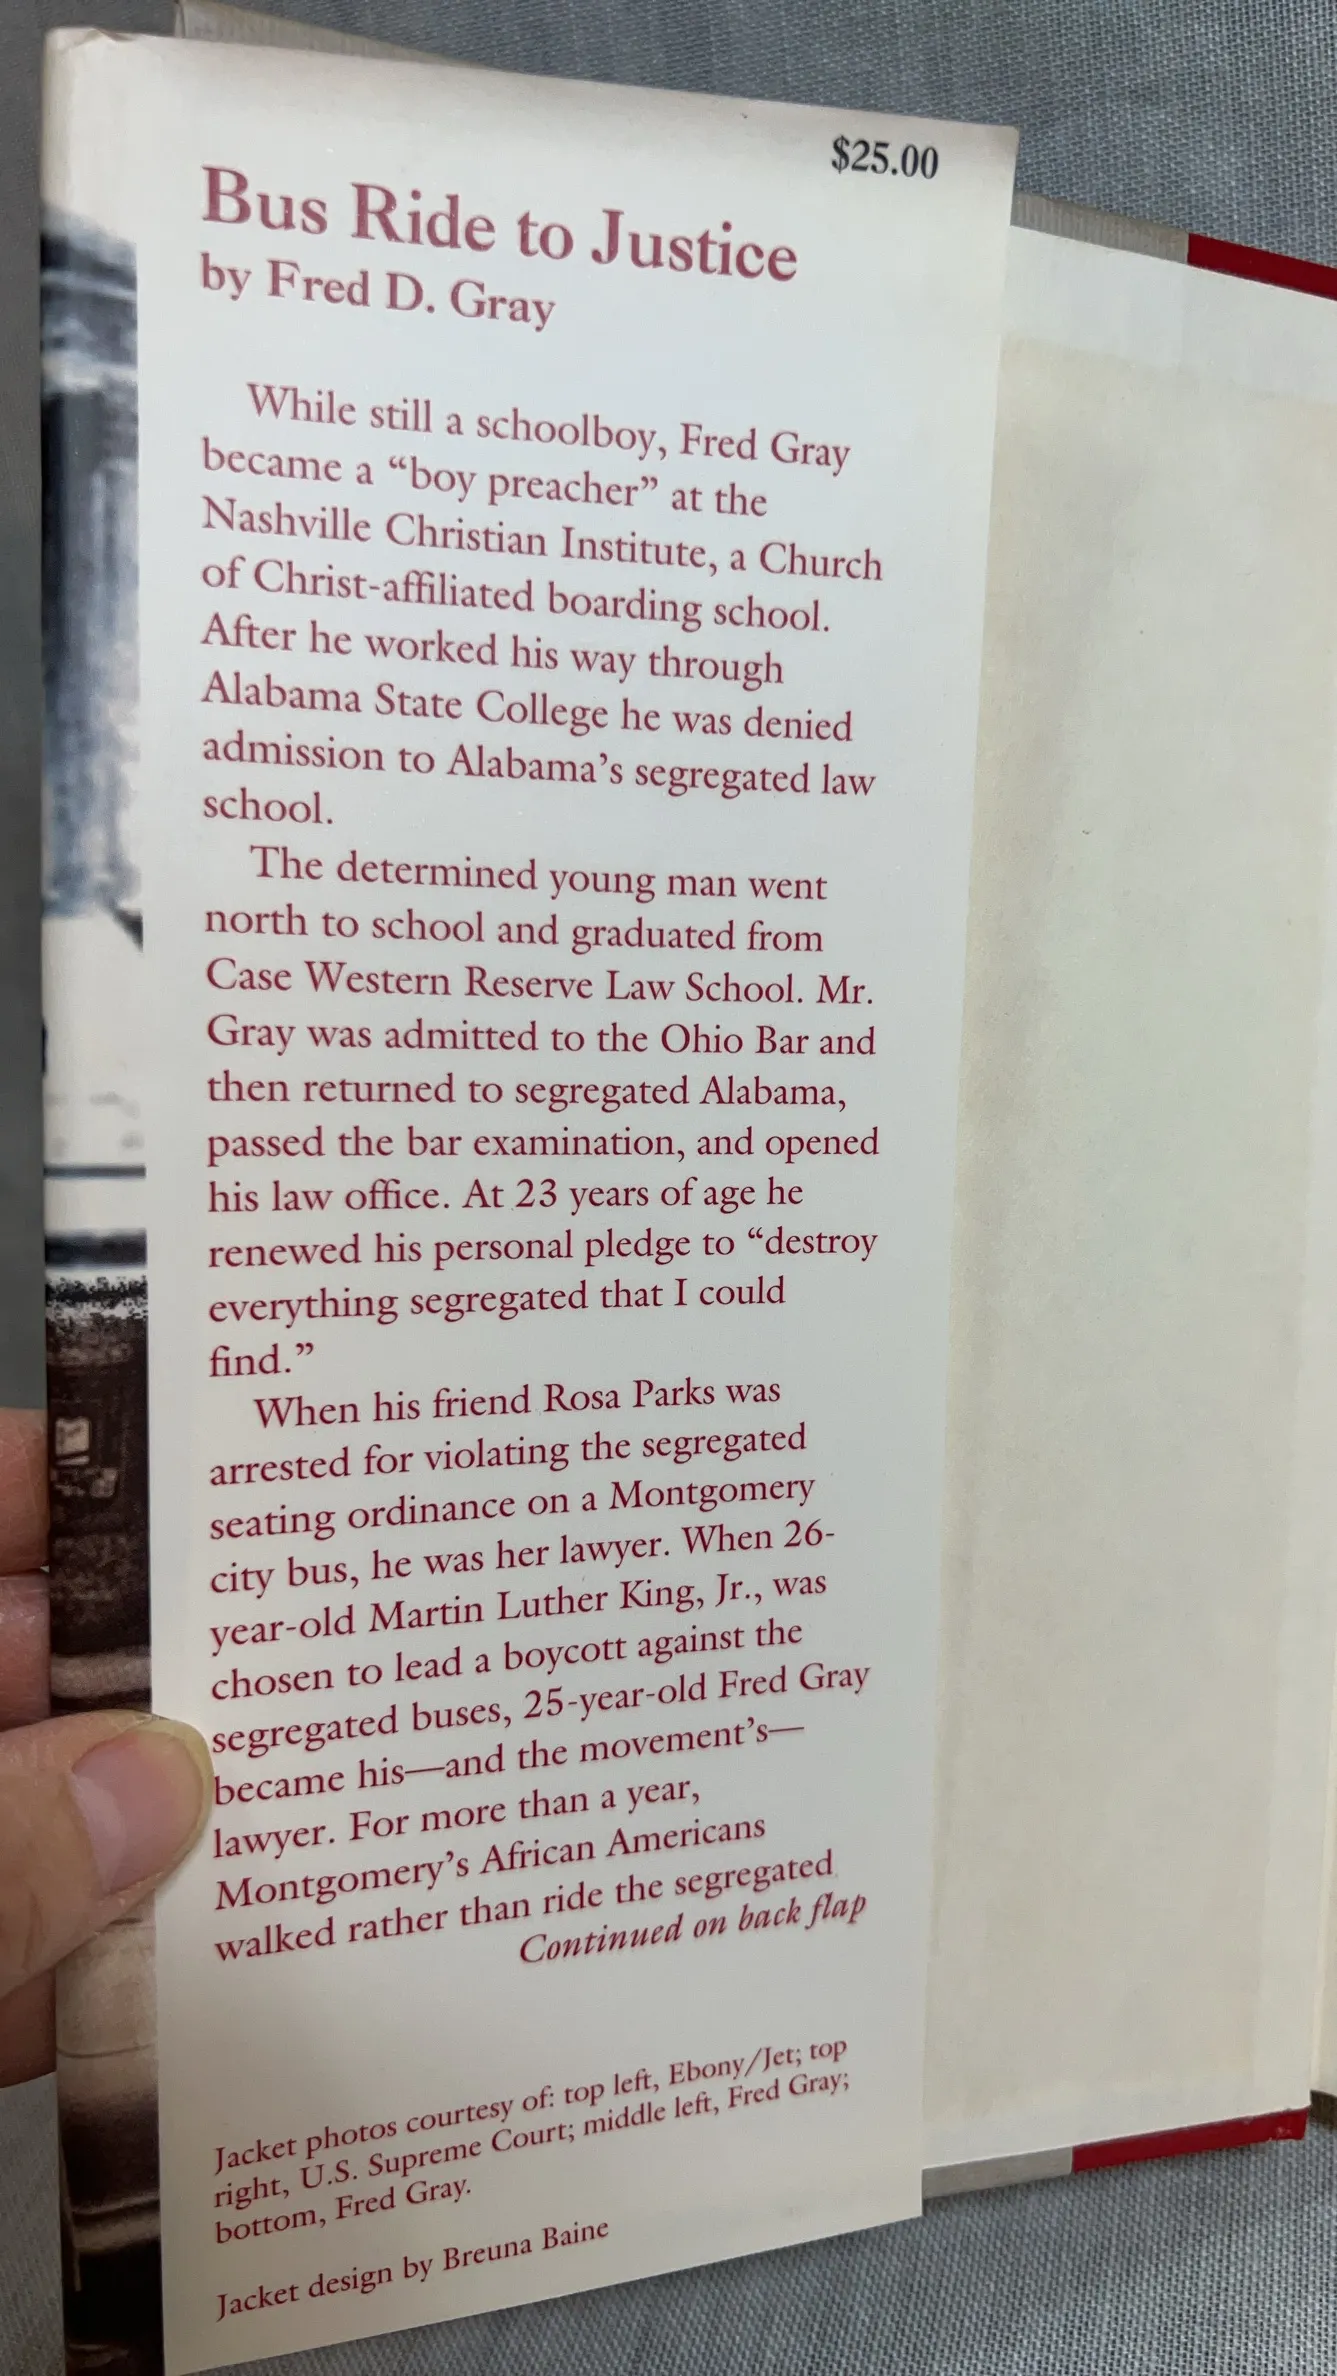 $25.00
Bus Ride to Justice
by Fred D. Gray
While still a schoolboy, Fred Gray
became a “boy preacher” at the
Nashville Christian Institute, a Church
of Christ-affiliated boarding school.
After he worked his way through
Alabama State College he was denied
admission to Alabama’s segregated law
school.
The determined young man went
north to school and graduated from
Case Western Reserve Law School. Mr.
Gray was admitted to the Ohio Bar and
then returned to segregated Alabama,
passed the bar examination, and opened
his law office. At 23 years of age he
renewed his personal pledge to “destroy
everything segregated that I could
find.”
When his friend Rosa Parks was
arrested for violating the segregated
seating ordinance on a Montgomery
city bus, he was her lawyer. When 26-
year-old Martin Luther King, Jr., was
chosen to lead a boycott against the
segregated buses, 25-year-old Fred Gray
became his—and the movement’s—
lawyer. For more than a year,
Montgomery’s African Americans
walked rather than ride the segregated
Continued on back flap
Jacket photos courtesy of: top left, Ebony/Jet; top
right, U.S. Supreme Court; middle left, Fred Gray;
bottom, Fred Gray.
Jacket design by Breuna Baine